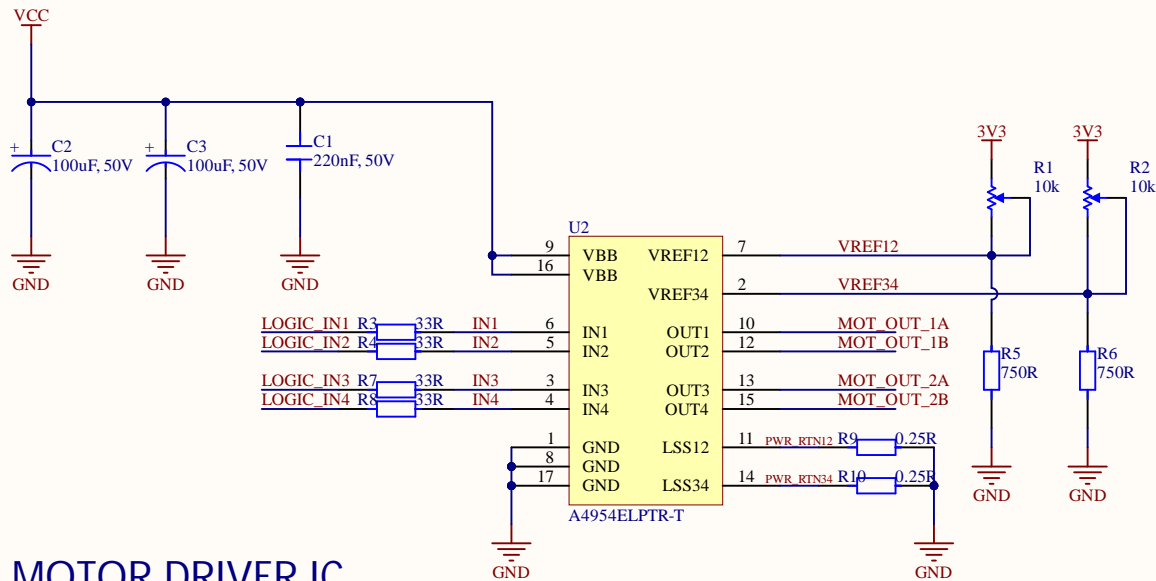 VCC
+ C2
100uF, 50V
+ C3
100uF, 50V
C1
220nF, 50V
GND
GND
GND
3V3
3V3
R1
10k
R2
10k
U2
9 VBB VREF12 7 VREF12
16 VBB
VREF34 2 VREF34
LOGIC_IN1 R3 33R IN1 6 IN1 OUT1 10 MOT_OUT_1A
LOGIC_IN2 R4 33R IN2 5 IN2 OUT2 12 MOT_OUT_1B
R5
750R
R6
750R
LOGIC_IN3 R7 33R IN3 3 IN3 OUT3 13 MOT_OUT_2A
LOGIC_IN4 R8 33R IN4 4 IN4 OUT4 15 MOT_OUT_2B
1 GND LSS12 11 PWR_RTN12 R9 0.25R
8 GND
17 GND LSS34 14 PWR_RTN34 R10 0.25R
GND
GND
A4954ELPTR-T
GND
GND
MOTOR DRIVER IC